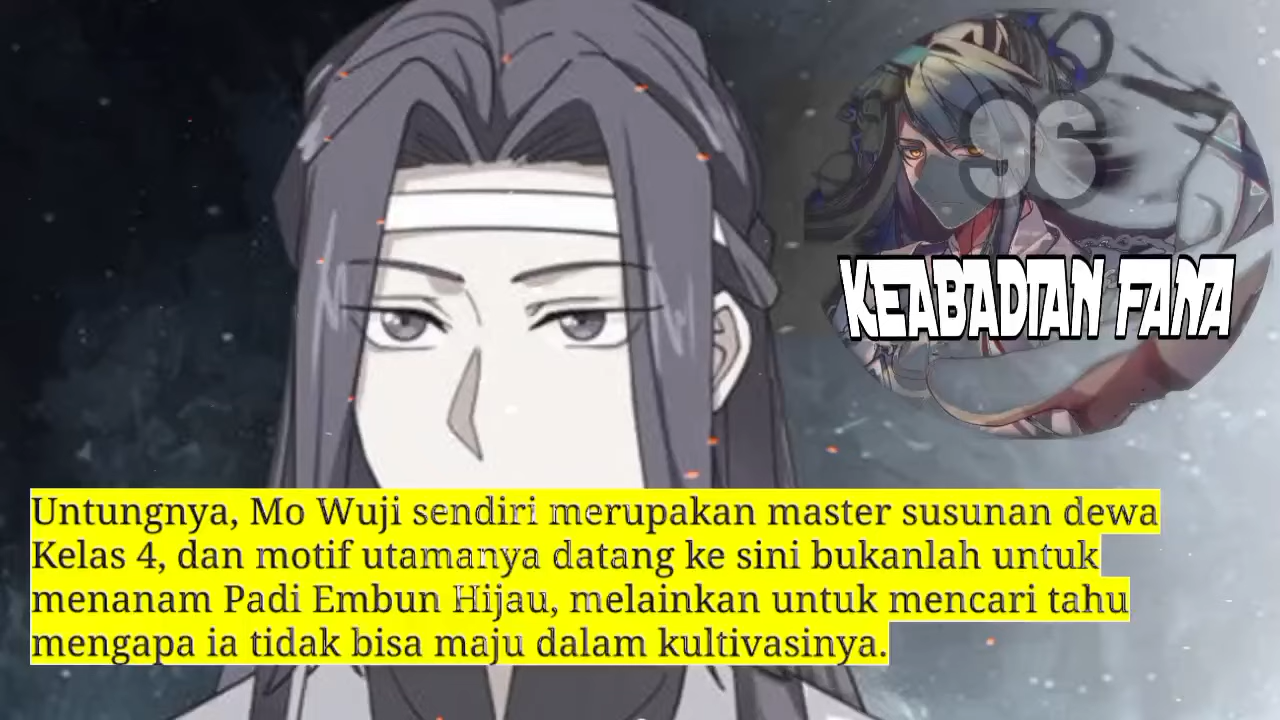 96
KEABADIAN FANA
Untungnya, Mo Wuji sendiri merupakan master susunan dewa
Kelas 4, dan motif utamanya datang ke sini bukanlah untuk
menanam Padi Embun Hijau, melainkan untuk mencari tahu
mengapa ia tidak bisa maju dalam kultivasinya.